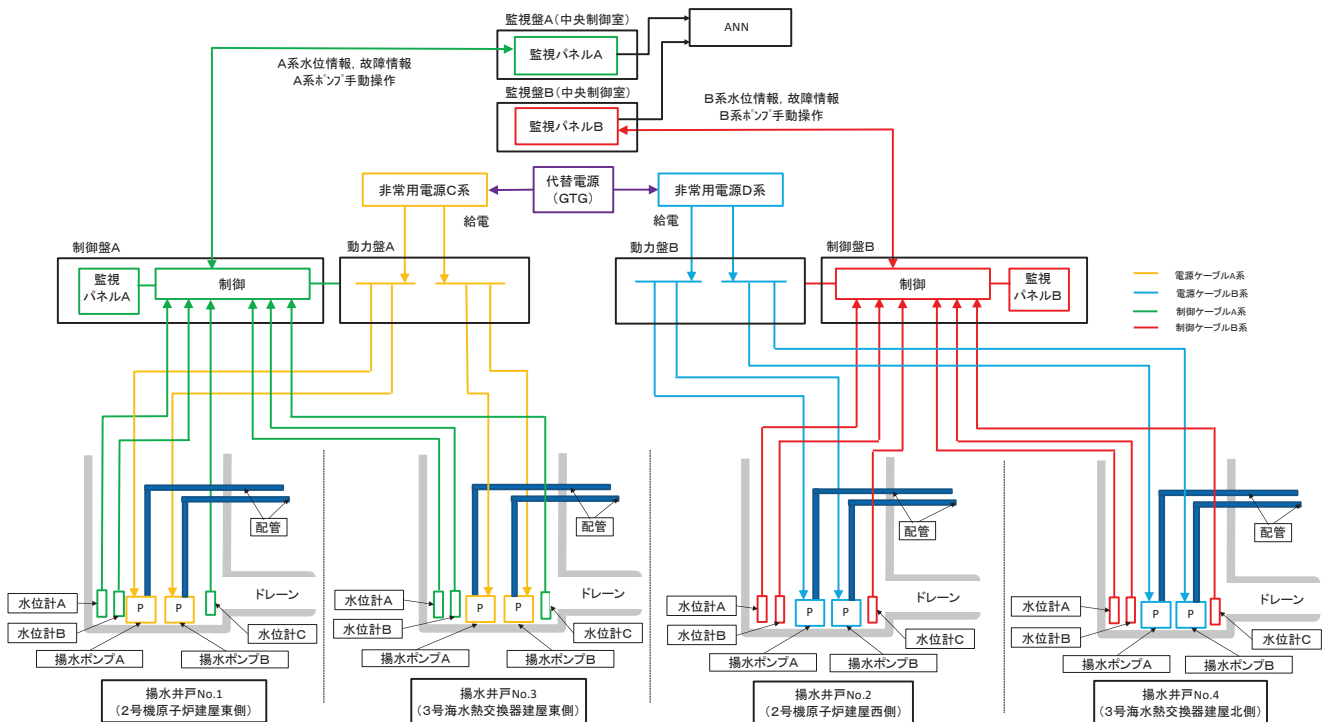 監視盤A（中央制御室）
監視パネルA
ANN
A系水位情報，故障情報
A系ﾎﾟﾝﾌﾟ手動操作
監視盤B（中央制御室）
監視パネルB
B系水位情報，故障情報
B系ﾎﾟﾝﾌﾟ手動操作
非常用電源C系
代替電源
（GTG）
非常用電源D系
給電
給電
制御盤A
動力盤A
動力盤B
制御盤B
監視
パネルA
制御
制御
監視
パネルB
電源ケーブルA系
電源ケーブルB系
制御ケーブルA系
制御ケーブルB系
配管
配管
配管
配管
ドレーン
ドレーン
ドレーン
ドレーン
P
P
P
P
P
P
P
P
水位計A
水位計B
水位計C
揚水ポンプA
揚水ポンプB
水位計A
水位計B
水位計C
揚水ポンプA
揚水ポンプB
水位計A
水位計B
水位計C
揚水ポンプA
揚水ポンプB
水位計A
水位計B
水位計C
揚水ポンプA
揚水ポンプB
揚水井戸No.1
（2号機原子炉建屋東側）
揚水井戸No.3
（3号海水熱交換器建屋東側）
揚水井戸No.2
（2号機原子炉建屋西側）
揚水井戸No.4
（3号海水熱交換器建屋北側）